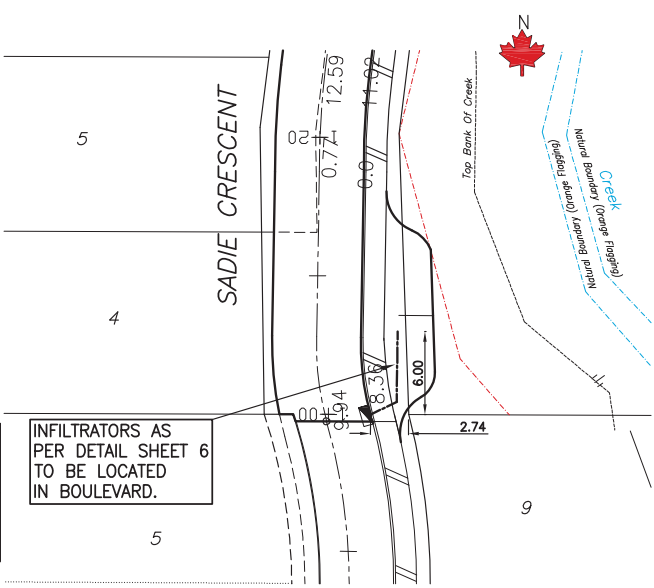 N
5
SADIE CRESCENT
12.59
11.02
1+20
0.77
0.0
Top Bank Of Creek
Natural Boundary (Orange Flagging)
Creek
Natural Boundary (Orange Flagging)
4
6.00
8.36
9.94
2.74
INFILTRATORS AS
PER DETAIL SHEET 6
TO BE LOCATED
IN BOULEVARD.
5
9